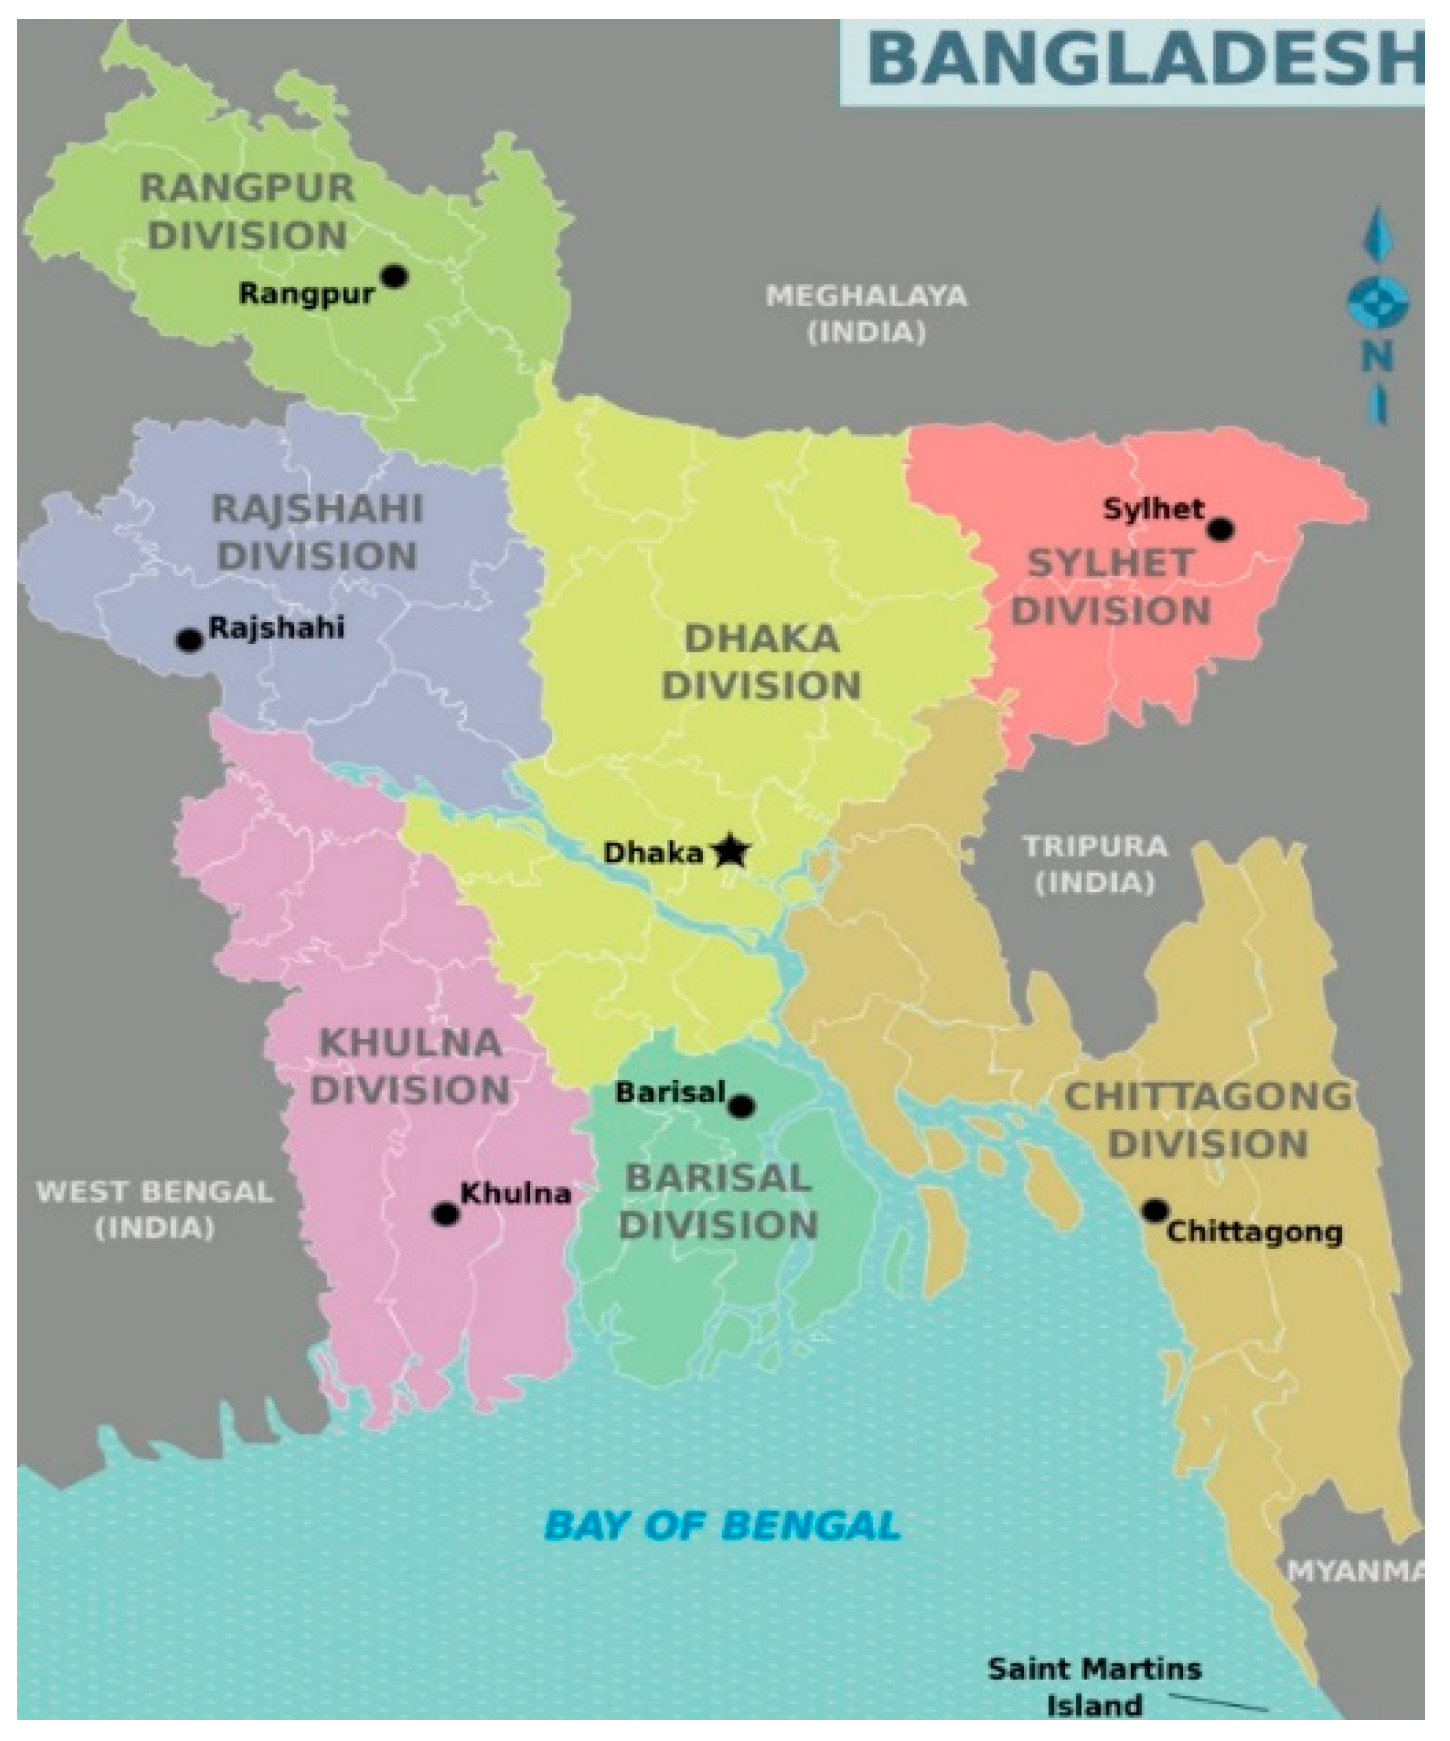 BANGLADESH
RANGPUR
DIVISION
Rangpur
MEGHALAYA
(INDIA)
N
RAJSHAHI
DIVISION
Rajshahi
Sylhet
SYLHET
DIVISION
DHAKA
DIVISION
Dhaka
TRIPURA
(INDIA)
KHULNA
DIVISION
Khulna
Barisal
BARISAL
DIVISION
CHITTAGONG
DIVISION
Chittagong
WEST BENGAL
(INDIA)
BAY OF BENGAL
MYANMA
Saint Martins
Island